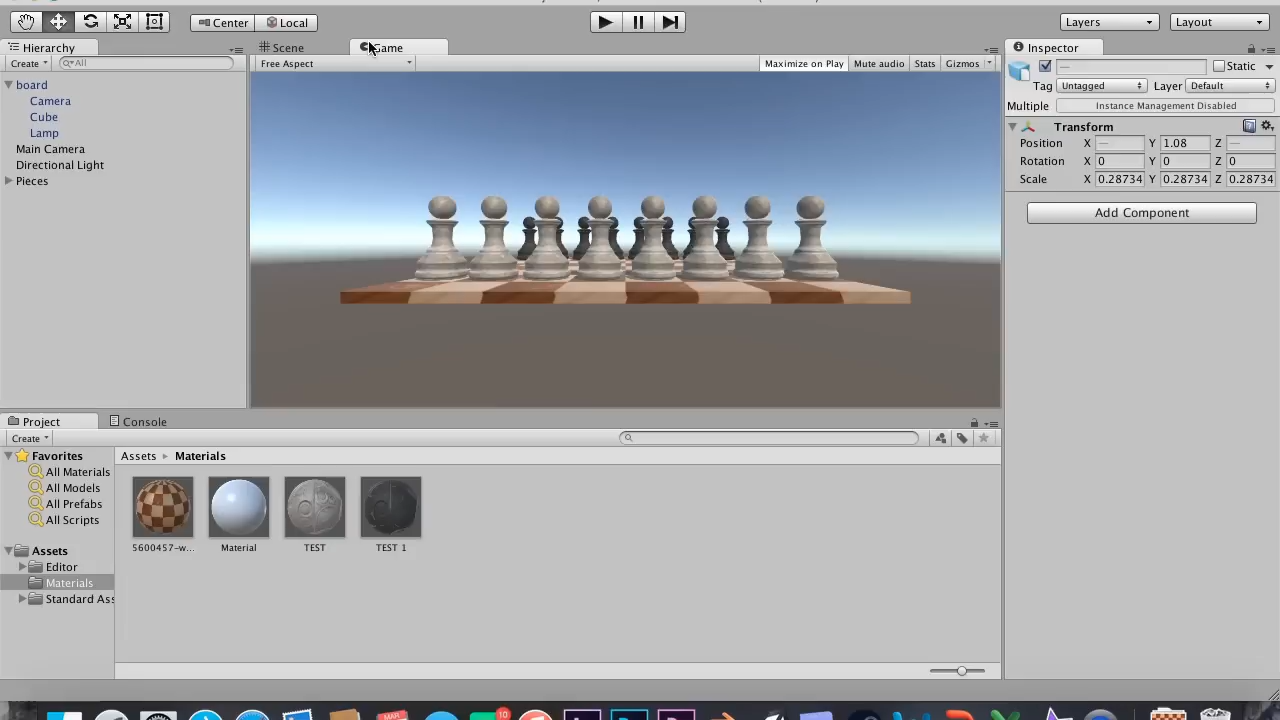 Center
Local
Layers
Layout
Hierarchy
Create
All
board
Camera
Cube
Lamp
Main Camera
Directional Light
Pieces
Scene
Game
Free Aspect
Maximize on Play
Mute audio
Stats
Gizmos
Inspector
—
Static
Tag Untagged Layer Default
Multiple Instance Management Disabled
Transform
Position X — Y 1.08 Z —
Rotation X 0 Y 0 Z 0
Scale X 0.28734 Y 0.28734 Z 0.28734
Add Component
Project
Console
Create
Favorites
All Materials
All Models
All Prefabs
All Scripts
Assets
Editor
Materials
Standard Ass
Assets ▸ Materials
5600457-w...
Material
TEST
TEST 1
MAR
10